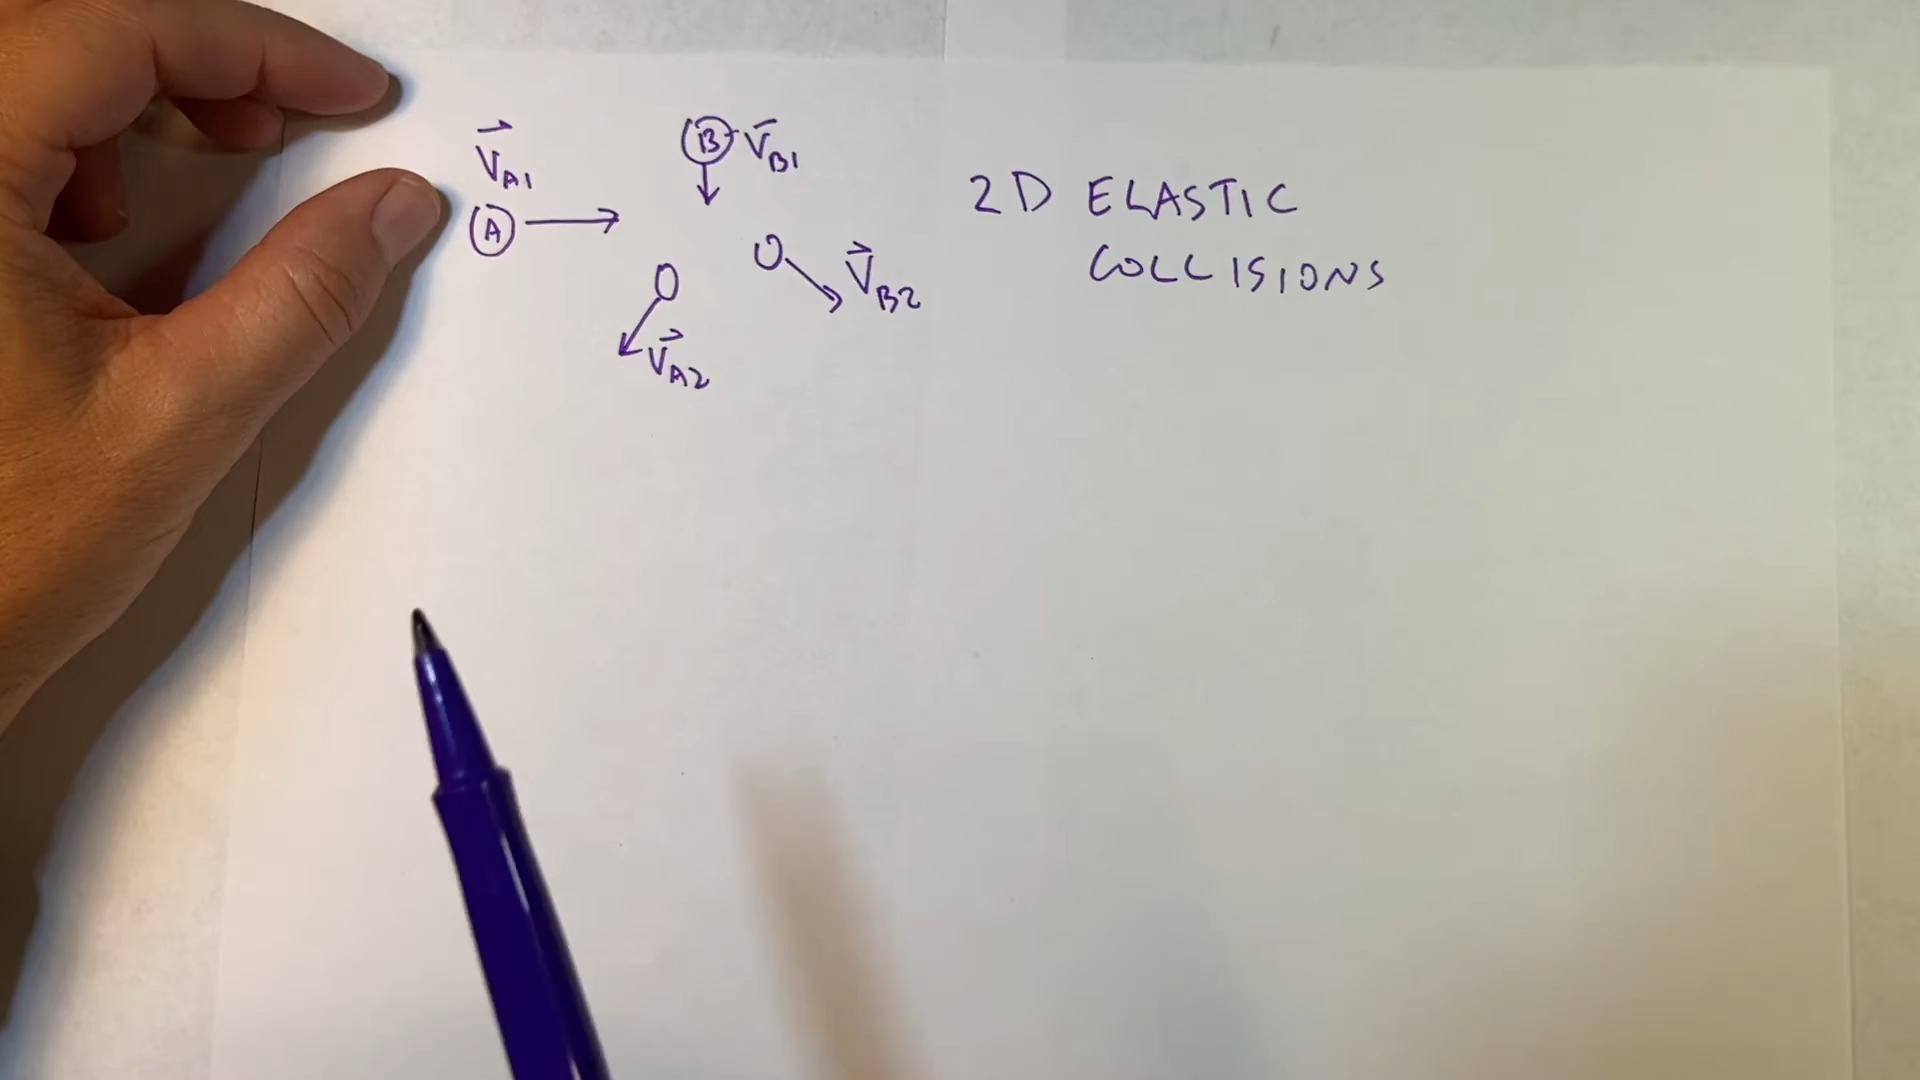 V⃗A1
A
B
V⃗B1
V⃗B2
V⃗A2
2D ELASTIC
COLLISIONS